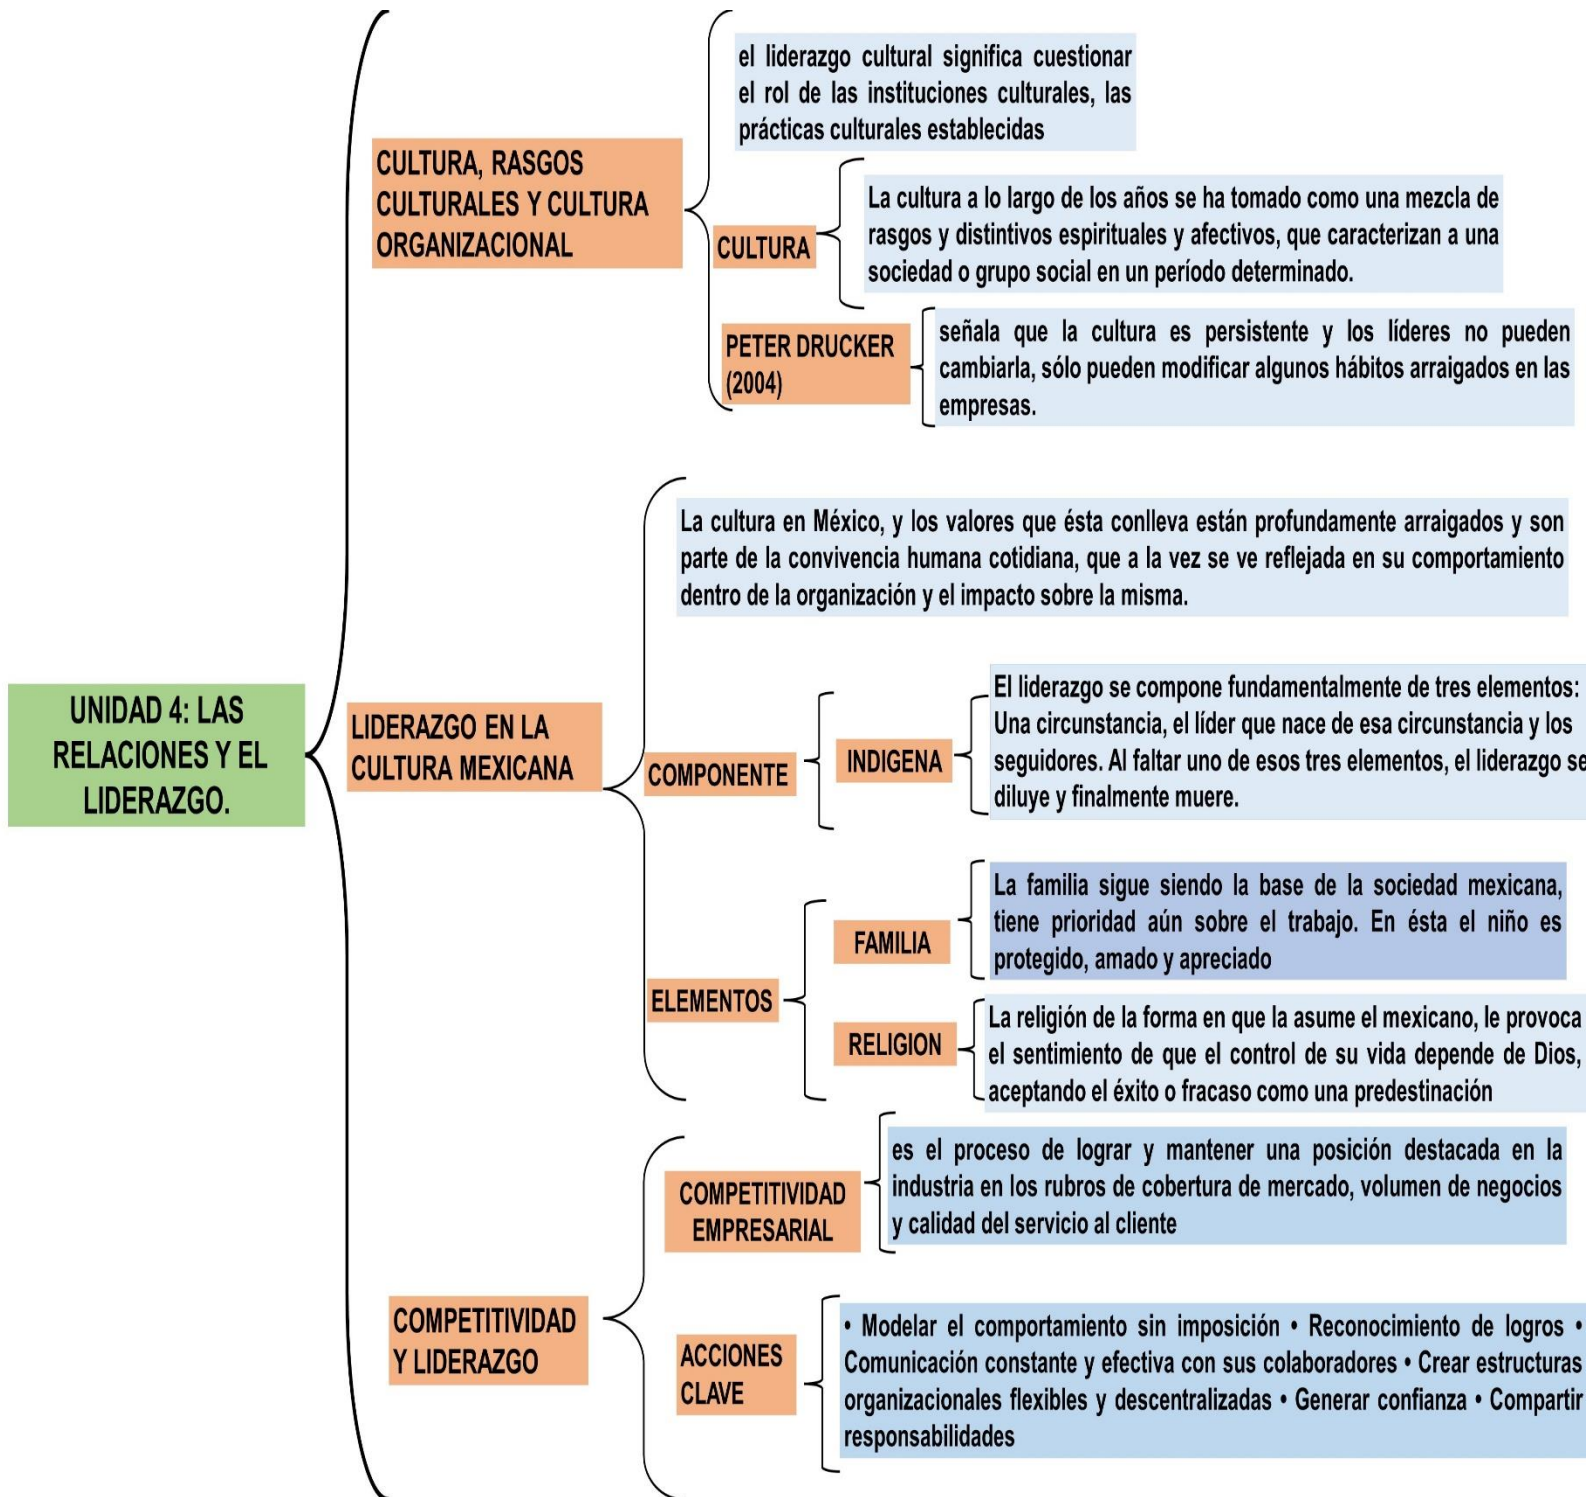 UNIDAD 4: LAS
RELACIONES Y EL
LIDERAZGO.
CULTURA, RASGOS
CULTURALES Y CULTURA
ORGANIZACIONAL
el liderazgo cultural significa cuestionar
el rol de las instituciones culturales, las
prácticas culturales establecidas
CULTURA
La cultura a lo largo de los años se ha tomado como una mezcla de
rasgos y distintivos espirituales y afectivos, que caracterizan a una
sociedad o grupo social en un período determinado.
PETER DRUCKER
(2004)
señala que la cultura es persistente y los líderes no pueden
cambiarla, sólo pueden modificar algunos hábitos arraigados en las
empresas.
LIDERAZGO EN LA
CULTURA MEXICANA
La cultura en México, y los valores que ésta conlleva están profundamente arraigados y son
parte de la convivencia humana cotidiana, que a la vez se ve reflejada en su comportamiento
dentro de la organización y el impacto sobre la misma.
COMPONENTE
INDIGENA
El liderazgo se compone fundamentalmente de tres elementos:
Una circunstancia, el líder que nace de esa circunstancia y los
seguidores. Al faltar uno de esos tres elementos, el liderazgo se
diluye y finalmente muere.
ELEMENTOS
FAMILIA
La familia sigue siendo la base de la sociedad mexicana,
tiene prioridad aún sobre el trabajo. En ésta el niño es
protegido, amado y apreciado
RELIGION
La religión de la forma en que la asume el mexicano, le provoca
el sentimiento de que el control de su vida depende de Dios,
aceptando el éxito o fracaso como una predestinación
COMPETITIVIDAD
Y LIDERAZGO
COMPETITIVIDAD
EMPRESARIAL
es el proceso de lograr y mantener una posición destacada en la
industria en los rubros de cobertura de mercado, volumen de negocios
y calidad del servicio al cliente
ACCIONES
CLAVE
• Modelar el comportamiento sin imposición • Reconocimiento de logros •
Comunicación constante y efectiva con sus colaboradores • Crear estructuras
organizacionales flexibles y descentralizadas • Generar confianza • Compartir
responsabilidades